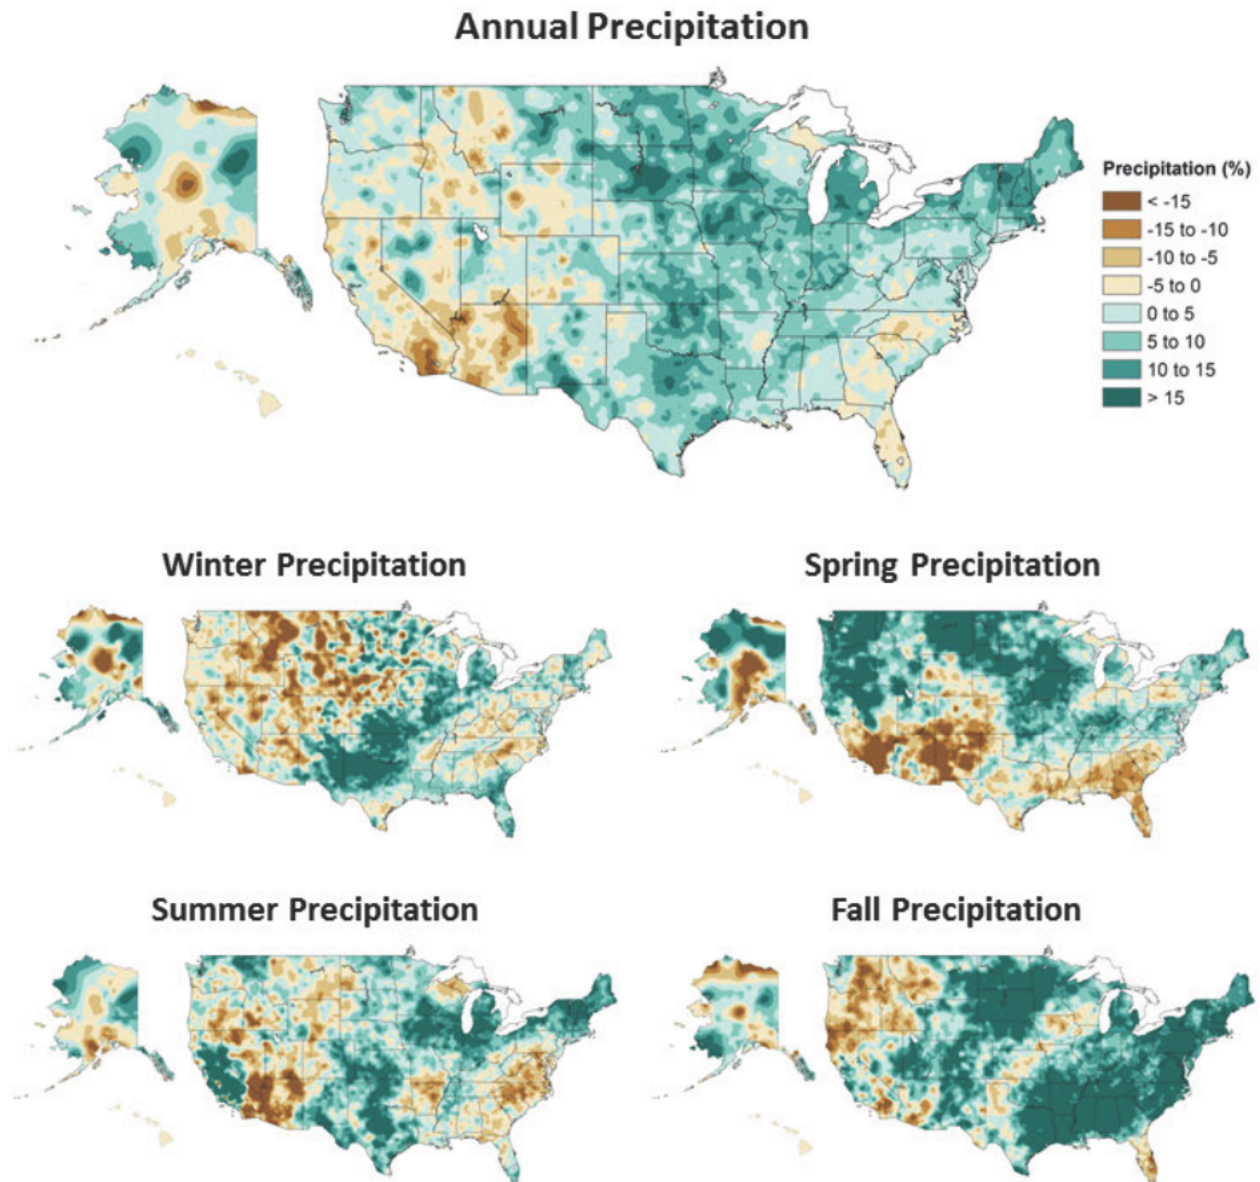 Annual Precipitation
Precipitation (%)
< -15
-15 to -10
-10 to -5
-5 to 0
0 to 5
5 to 10
10 to 15
> 15
Winter Precipitation
Spring Precipitation
Summer Precipitation
Fall Precipitation